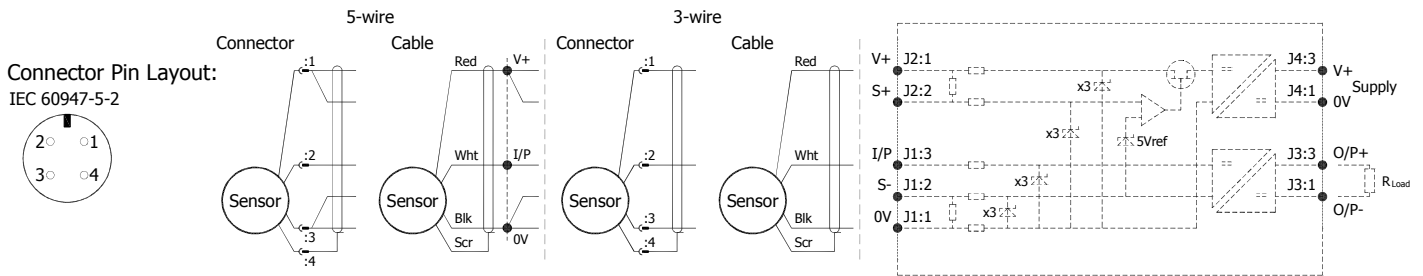 Connector Pin Layout:
IEC 60947-5-2
2
1
3
4
5-wire
Connector
Cable
:1
:2
:3
:4
Sensor
Red
Wht
Blk
Scr
Sensor
V+
I/P
0V
3-wire
Connector
Cable
:1
:2
:3
:4
Sensor
Red
Wht
Blk
Scr
Sensor
V+ J2:1
S+ J2:2
I/P J1:3
S- J1:2
0V J1:1
x3
x3
x3
x3
5Vref
J4:3 V+
Supply
J4:1 0V
J3:3 O/P+
RLoad
J3:1
O/P-